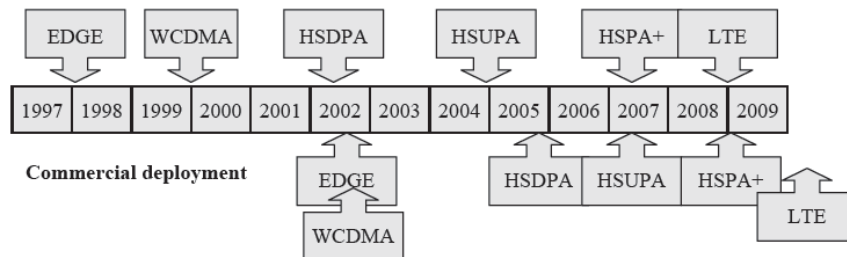 EDGE WCDMA HSDPA HSUPA HSPA+ LTE
1997 1998 1999 2000 2001 2002 2003 2004 2005 2006 2007 2008 2009
Commercial deployment
EDGE HSDPA HSUPA HSPA+
WCDMA LTE